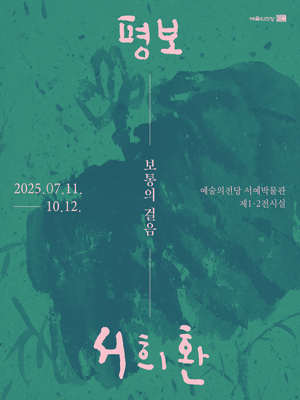 예술의전당
평보
보통의 걸음
2025.07.11.
10.12.
예술의전당 서예박물관
제1·2전시실
서희환